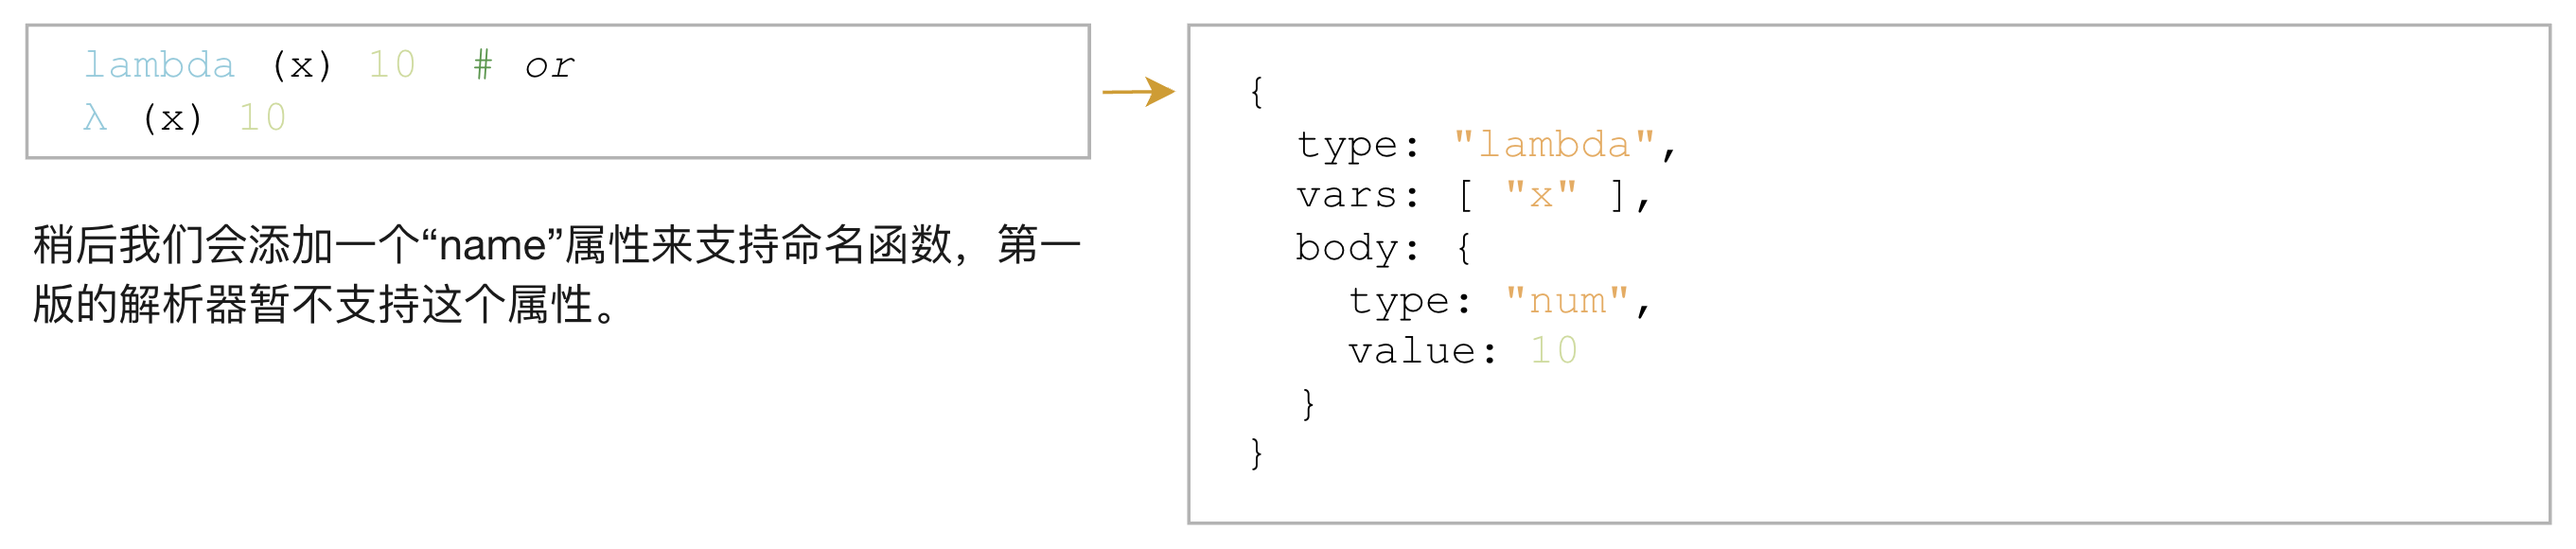 lambda (x) 10  # or
λ (x) 10
稍后我们会添加一个“name”属性来支持命名函数，第一
版的解析器暂不支持这个属性。
{
  type: "lambda",
  vars: [ "x" ],
  body: {
    type: "num",
    value: 10
  }
}